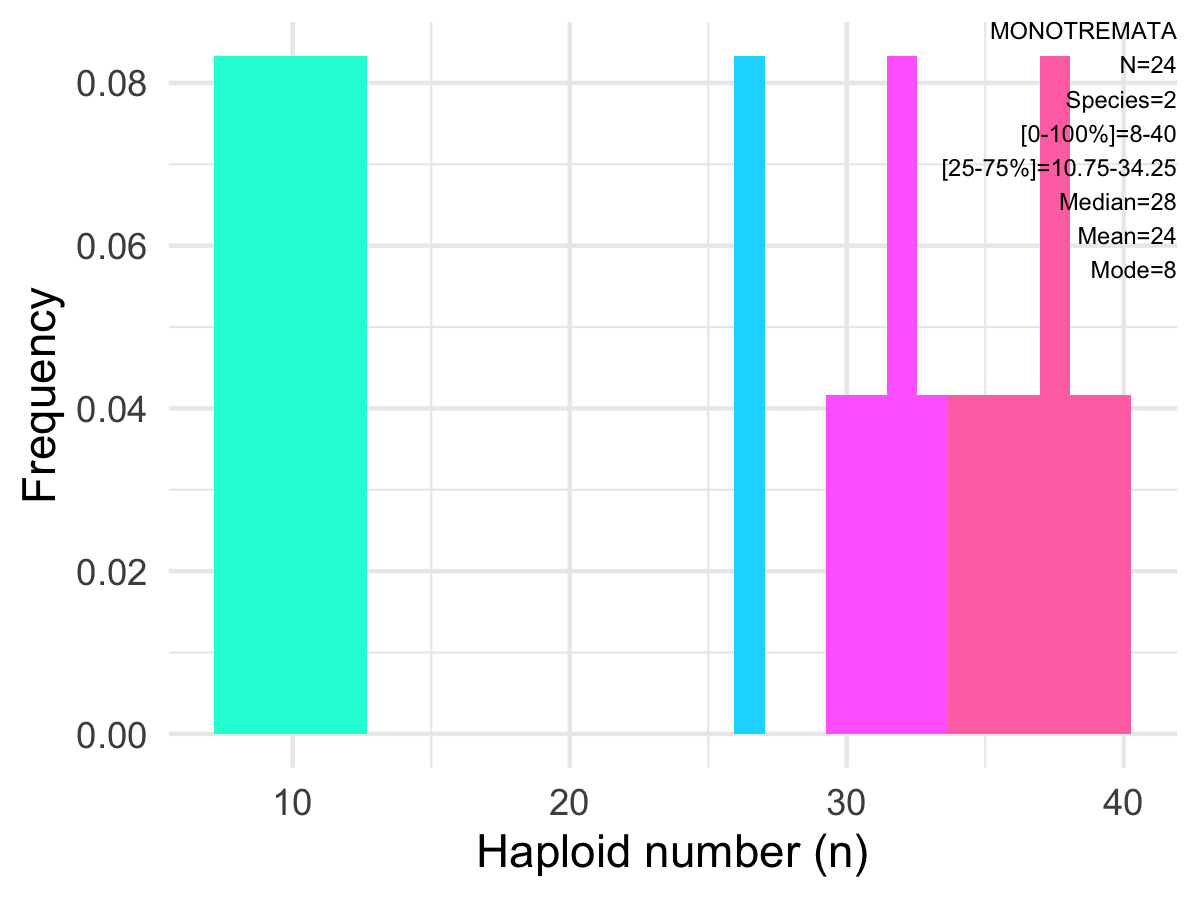 MONOTREMATA
N=24
Species=2
[0-100%]=8-40
[25-75%]=10.75-34.25
Median=28
Mean=24
Mode=8
0.08
0.06
0.04
0.02
0.00
Frequency
10 20 30 40
Haploid number (n)